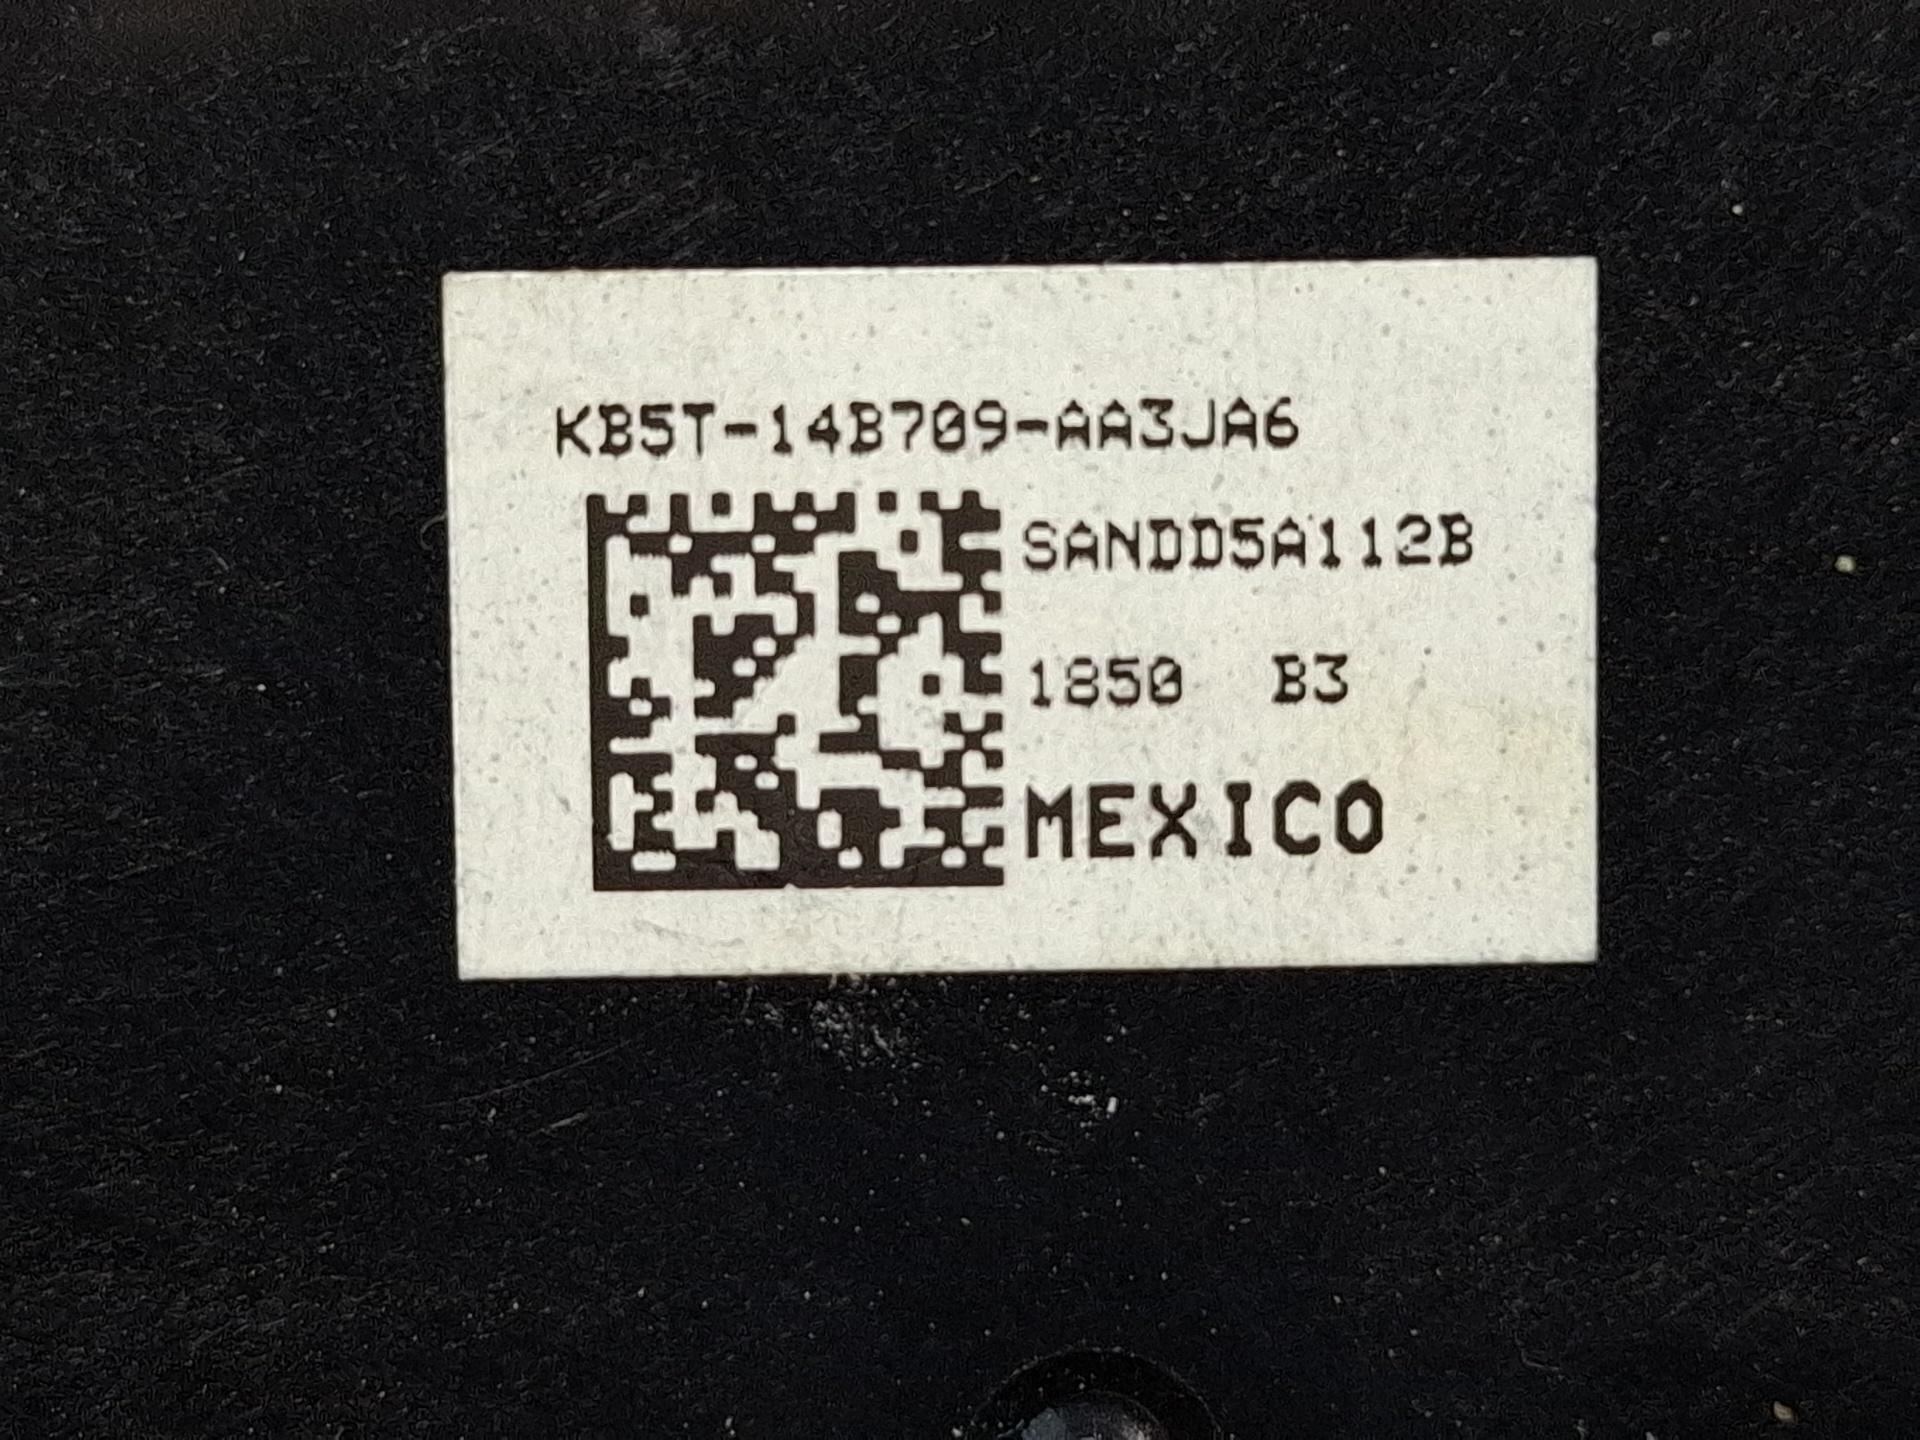 KB5T-14B709-AA3JA6
SANDD5A112B
1850 B3
MEXICO